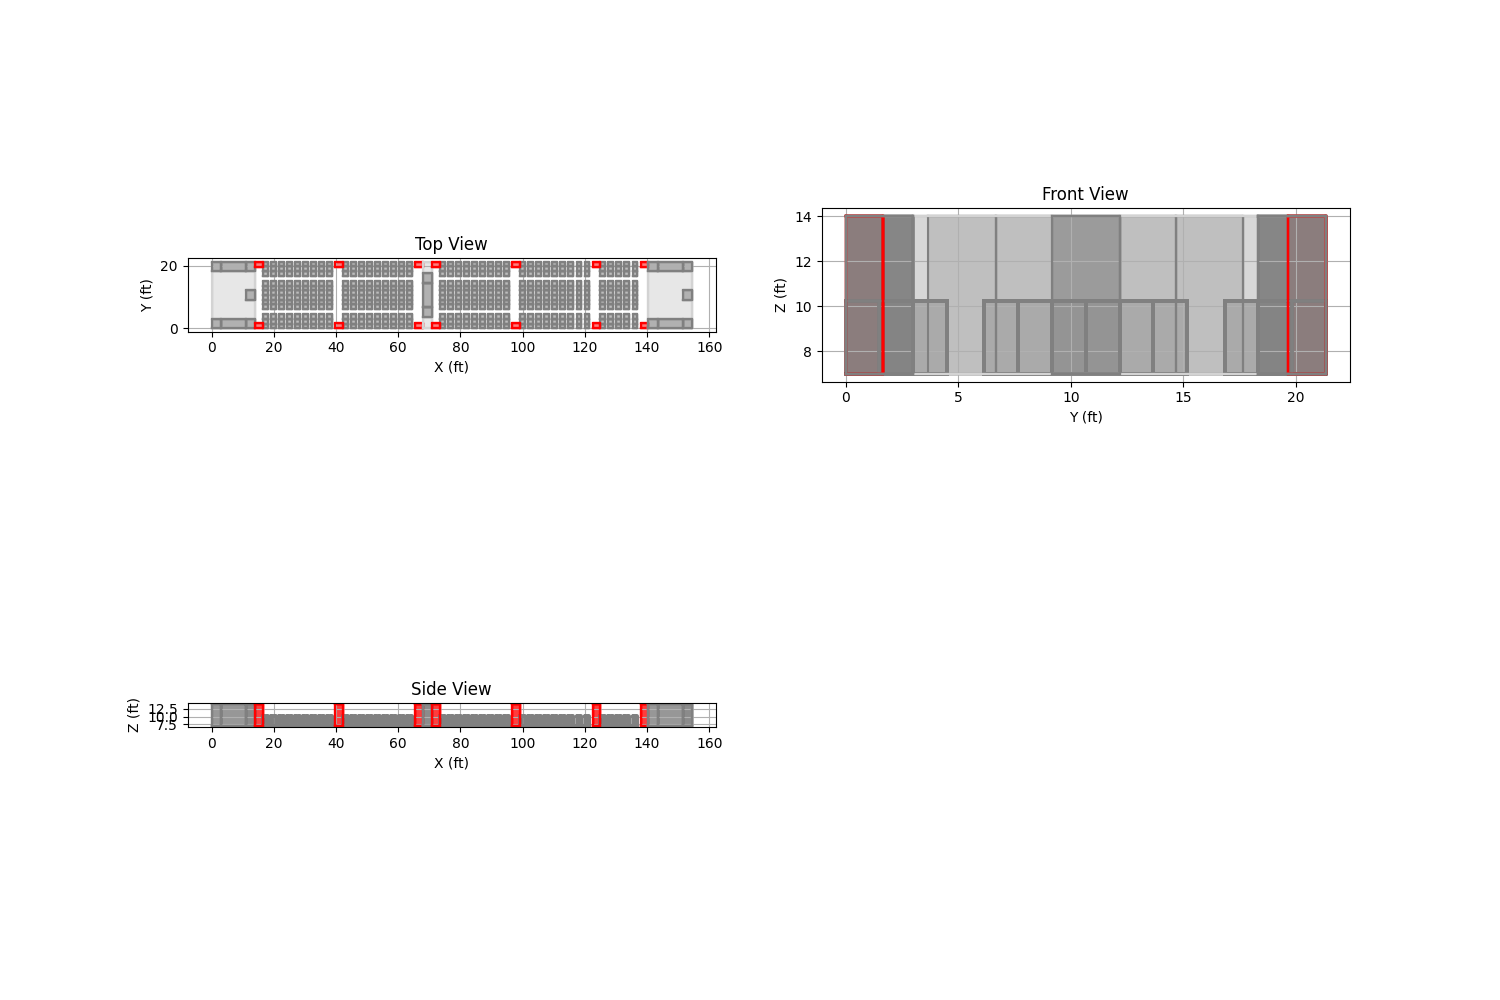 Top View
Y (ft)
20
0
0 20 40 60 80 100 120 140 160
X (ft)
Front View
Z (ft)
14
12
10
8
0 5 10 15 20
Y (ft)
Side View
Z (ft)
12.5
10.0
7.5
0 20 40 60 80 100 120 140 160
X (ft)